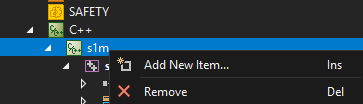 SAFETY
C++
s1m
s
Add New Item... Ins
Remove Del